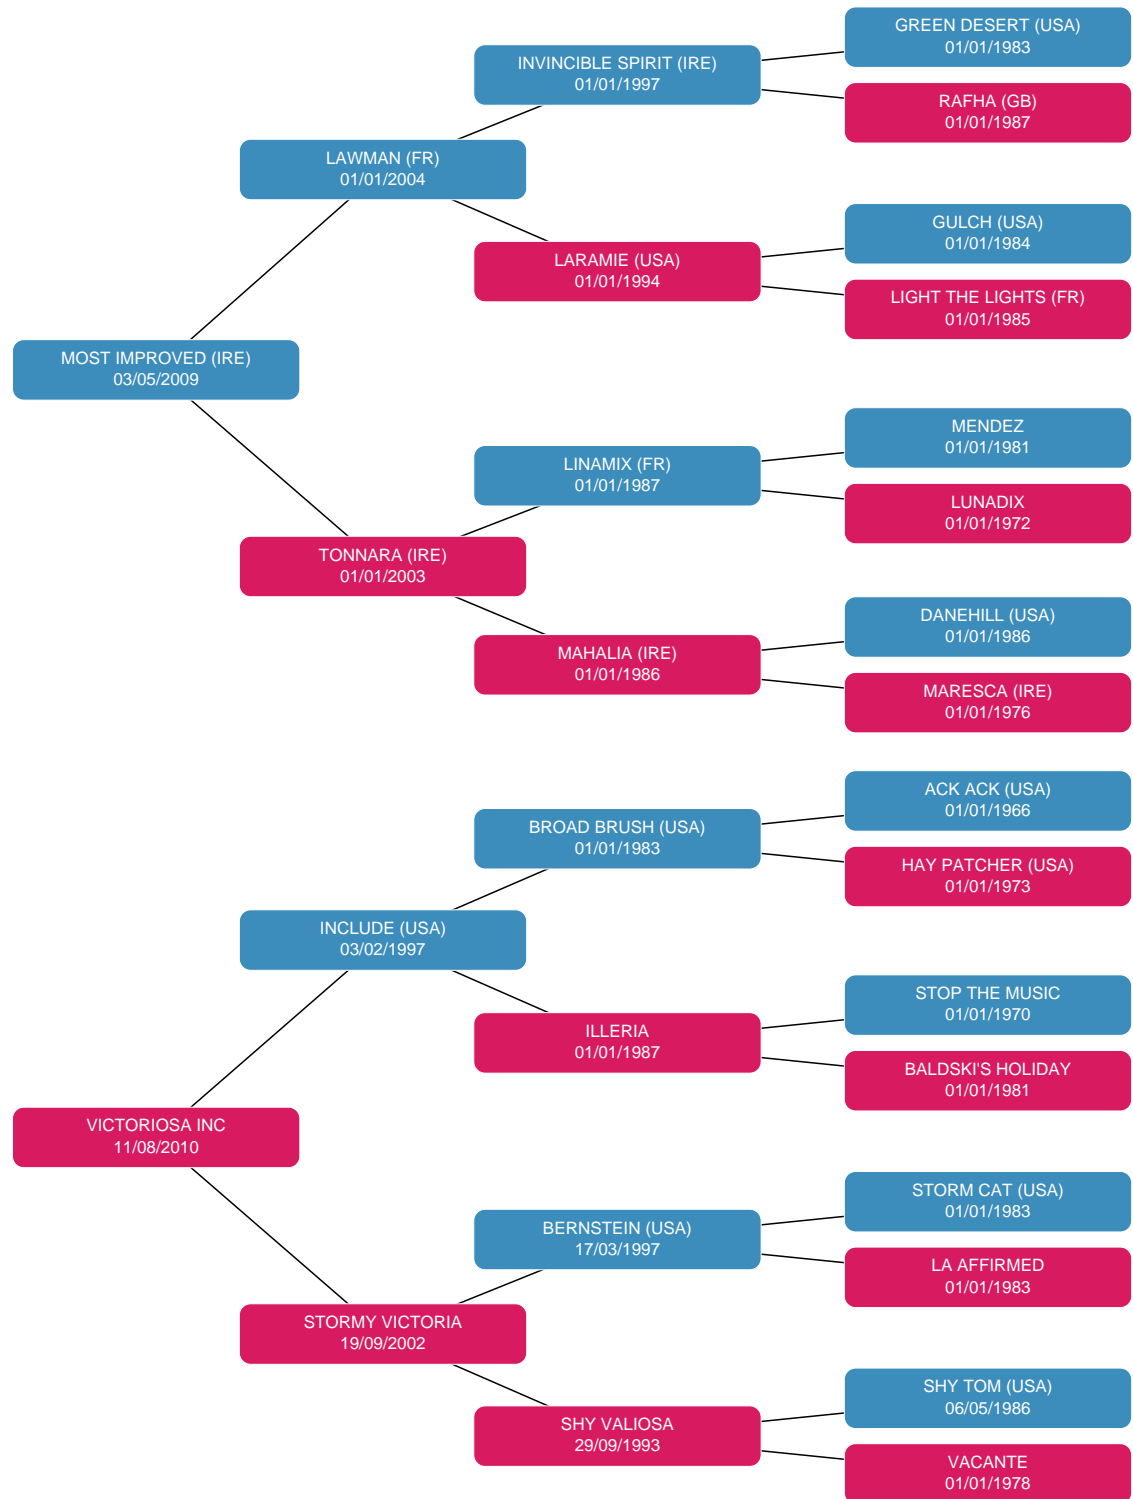 GREEN DESERT (USA)
01/01/1983
INVINCIBLE SPIRIT (IRE)
01/01/1997
RAFHA (GB)
01/01/1987
LAWMAN (FR)
01/01/2004
GULCH (USA)
01/01/1984
LARAMIE (USA)
01/01/1994
LIGHT THE LIGHTS (FR)
01/01/1985
MOST IMPROVED (IRE)
03/05/2009
MENDEZ
01/01/1981
LINAMIX (FR)
01/01/1987
LUNADIX
01/01/1972
TONNARA (IRE)
01/01/2003
DANEHILL (USA)
01/01/1986
MAHALIA (IRE)
01/01/1986
MARESCA (IRE)
01/01/1976
ACK ACK (USA)
01/01/1966
BROAD BRUSH (USA)
01/01/1983
HAY PATCHER (USA)
01/01/1973
INCLUDE (USA)
03/02/1997
STOP THE MUSIC
01/01/1970
ILLERIA
01/01/1987
BALDSKI'S HOLIDAY
01/01/1981
VICTORIOSA INC
11/08/2010
STORM CAT (USA)
01/01/1983
BERNSTEIN (USA)
17/03/1997
LA AFFIRMED
01/01/1983
STORMY VICTORIA
19/09/2002
SHY TOM (USA)
06/05/1986
SHY VALIOSA
29/09/1993
VACANTE
01/01/1978